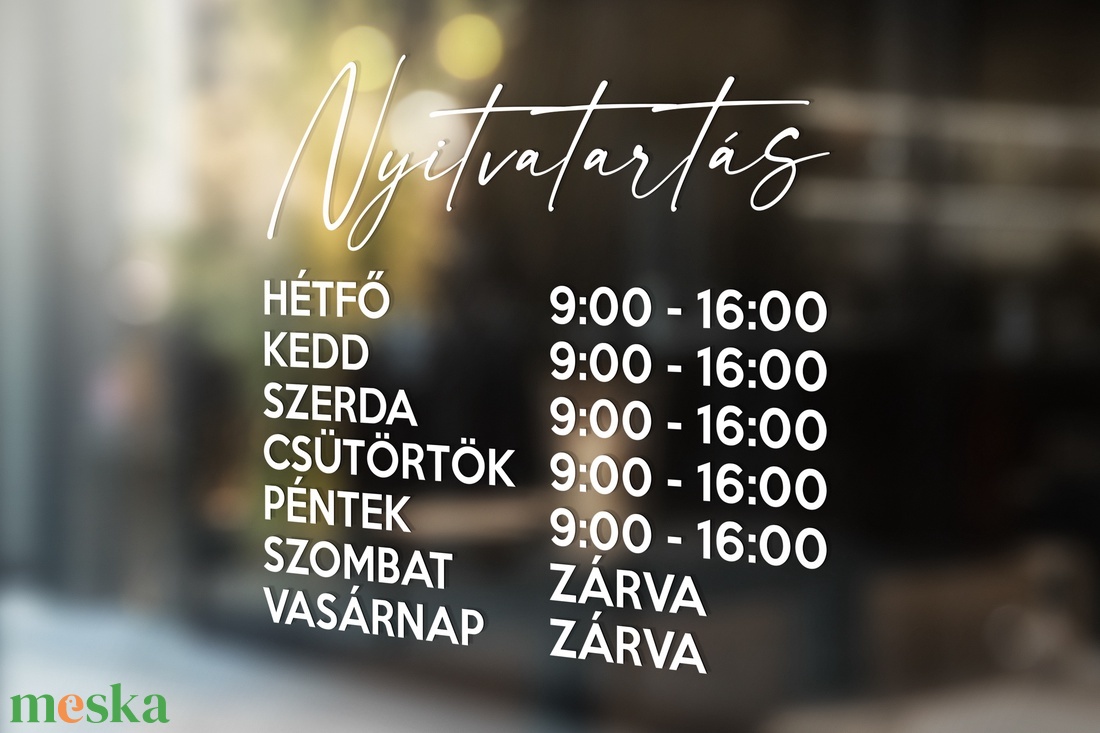 Nyitvatartás
HÉTFŐ 9:00 - 16:00
KEDD 9:00 - 16:00
SZERDA 9:00 - 16:00
CSÜTÖRTÖK 9:00 - 16:00
PÉNTEK 9:00 - 16:00
SZOMBAT ZÁRVA
VASÁRNAP ZÁRVA
meska